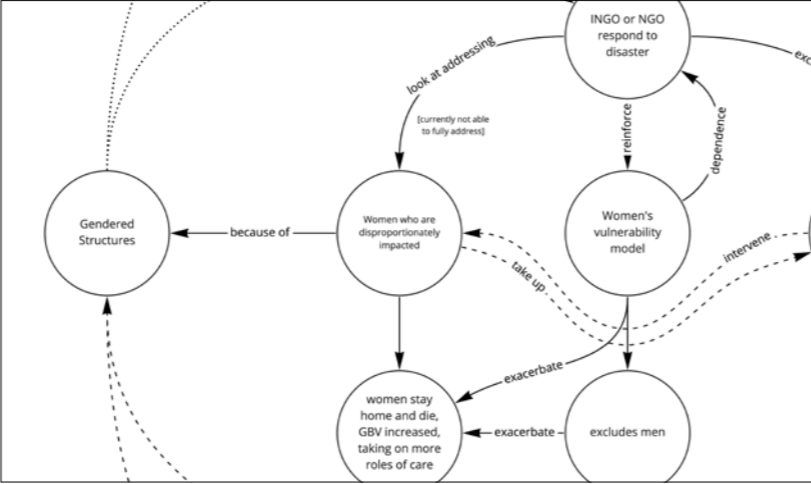 INGO or NGO
respond to
disaster
look at addressing
exc
[currently not able
to fully address]
reinforce
dependence
Gendered
Structures
because of
Women who are
disproportionately
impacted
Women's
vulnerability
model
take up
intervene
exacerbate
women stay
home and die,
GBV increased,
taking on more
roles of care
exacerbate
excludes men